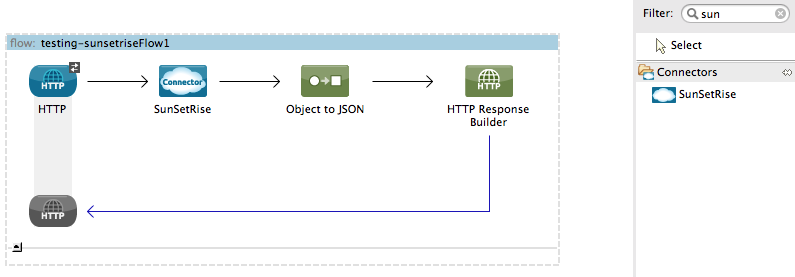 Filter: sun
flow: testing-sunsetriseFlow1
Select
HTTP
Connector
HTTP
Connectors
HTTP
SunSetRise
Object to JSON
HTTP Response
Builder
SunSetRise
HTTP